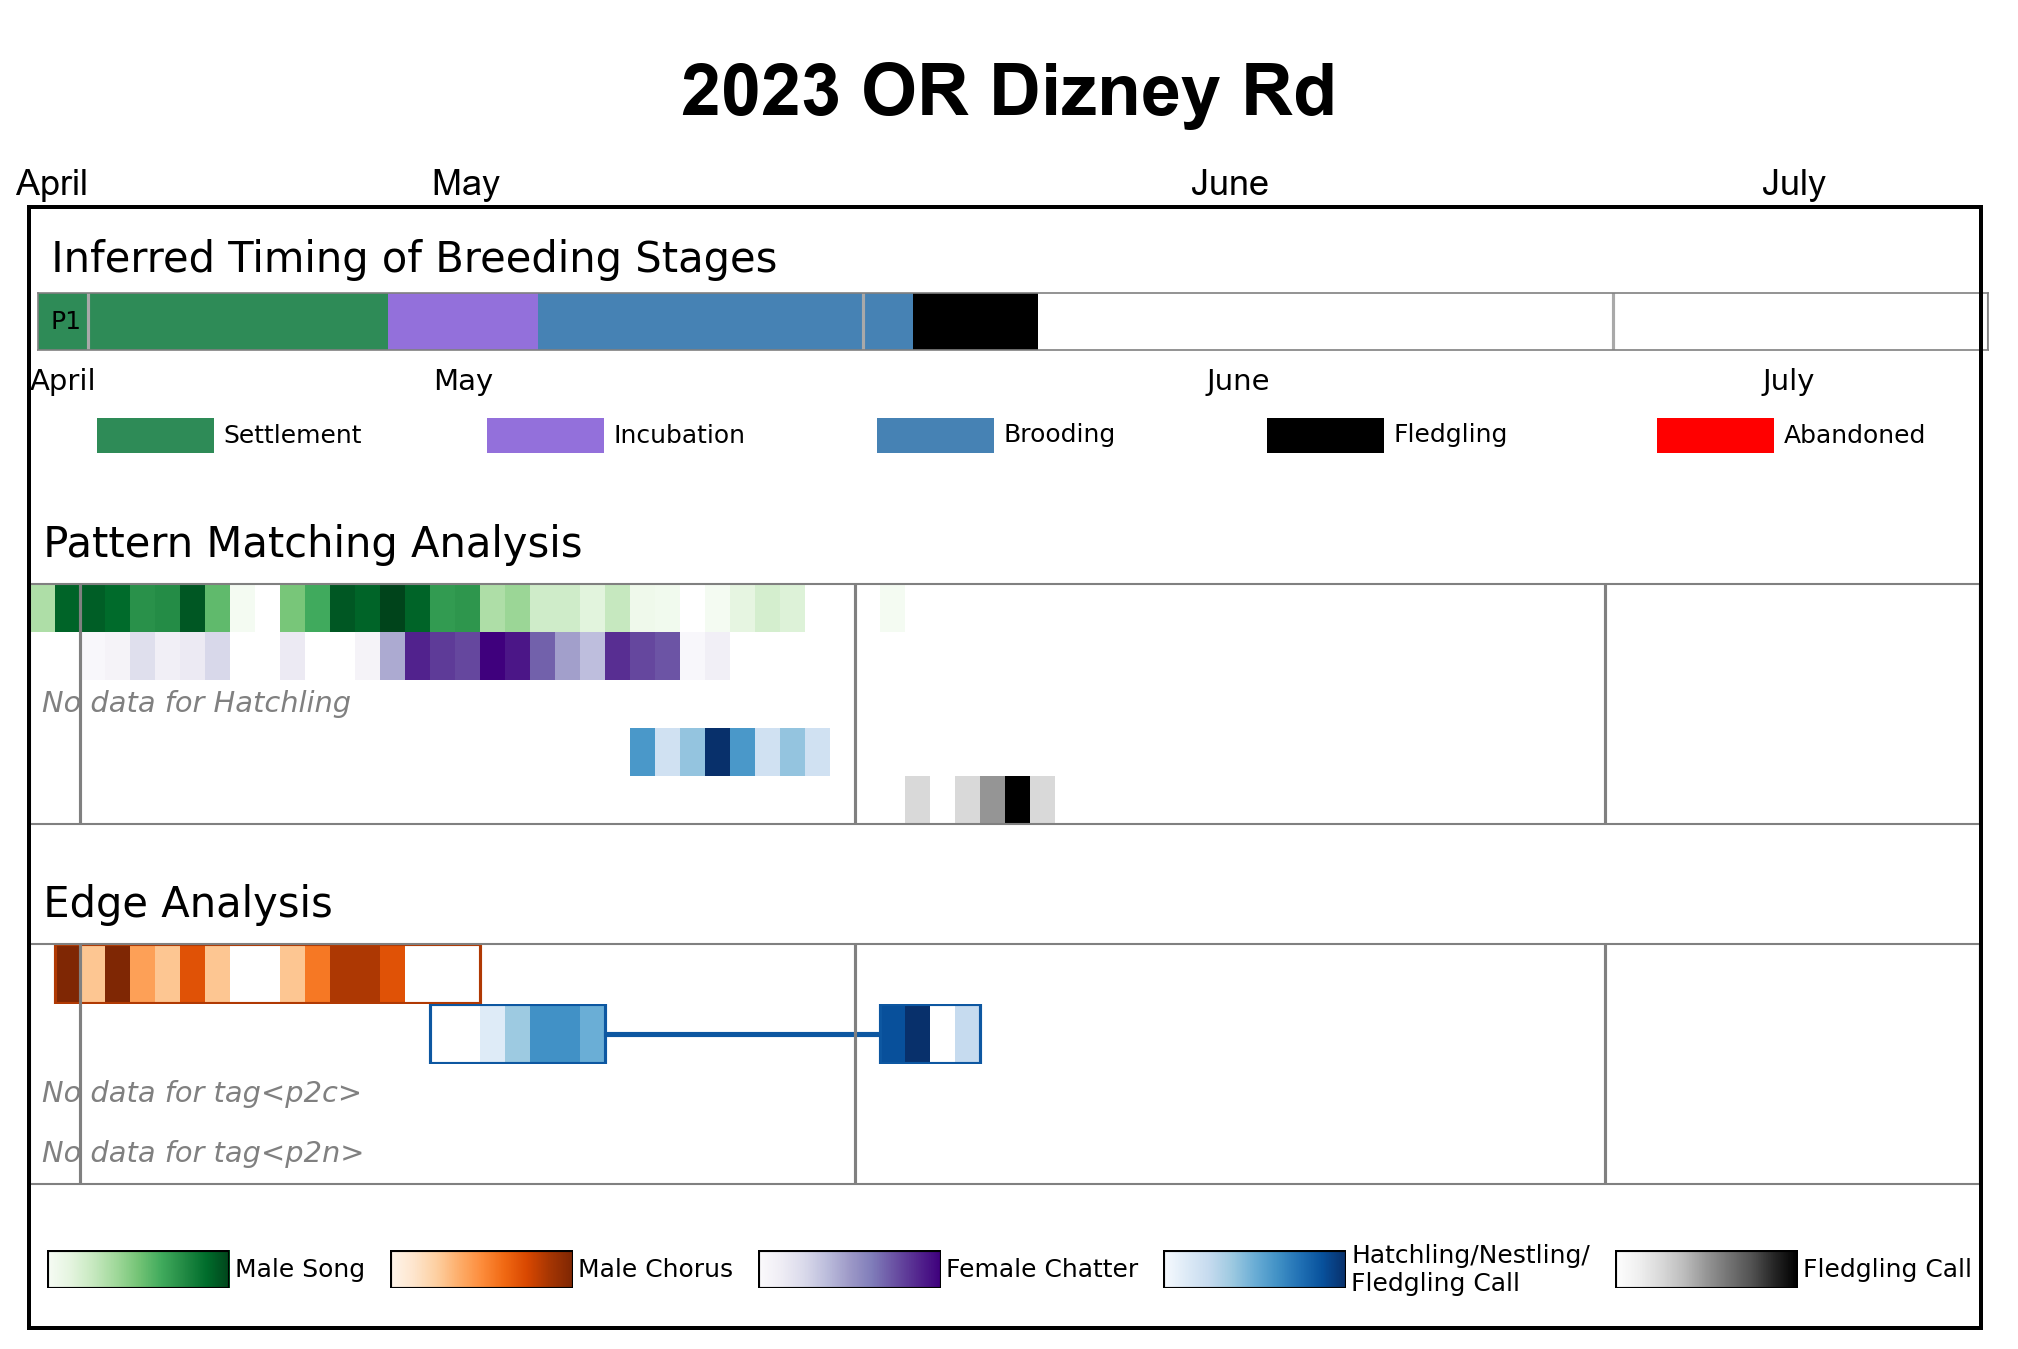 2023 OR Dizney Rd
April May June July
Inferred Timing of Breeding Stages
P1
April May June July
Settlement Incubation Brooding Fledgling Abandoned
Pattern Matching Analysis
No data for Hatchling
Edge Analysis
No data for tag<p2c>
No data for tag<p2n>
Male Song Male Chorus Female Chatter Hatchling/Nestling/
Fledgling Call Fledgling Call